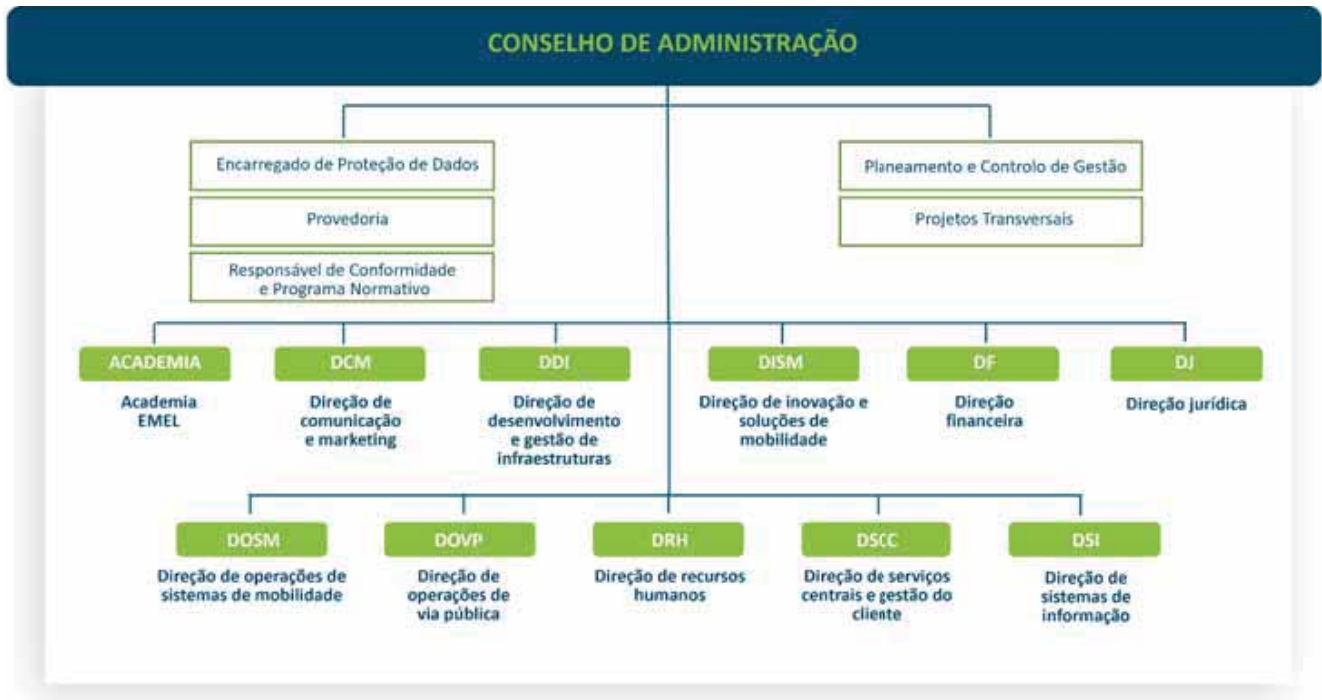 CONSELHO DE ADMINISTRAÇÃO
Encarregado de Proteção de Dados
Provedoria
Responsável de Conformidade
e Programa Normativo
Planeamento e Controlo de Gestão
Projetos Transversais
ACADEMIA
Academia
EMEL
DCM
Direção de
comunicação
e marketing
DDI
Direção de
desenvolvimento
e gestão de
infraestruturas
DISM
Direção de inovação e
soluções de
mobilidade
DF
Direção
financeira
DJ
Direção jurídica
DOSM
Direção de operações de
sistemas de mobilidade
DOVP
Direção de
operações de
via pública
DRH
Direção de recursos
humanos
DSCC
Direção de serviços
centrais e gestão do
cliente
DSI
Direção de
sistemas de
informação